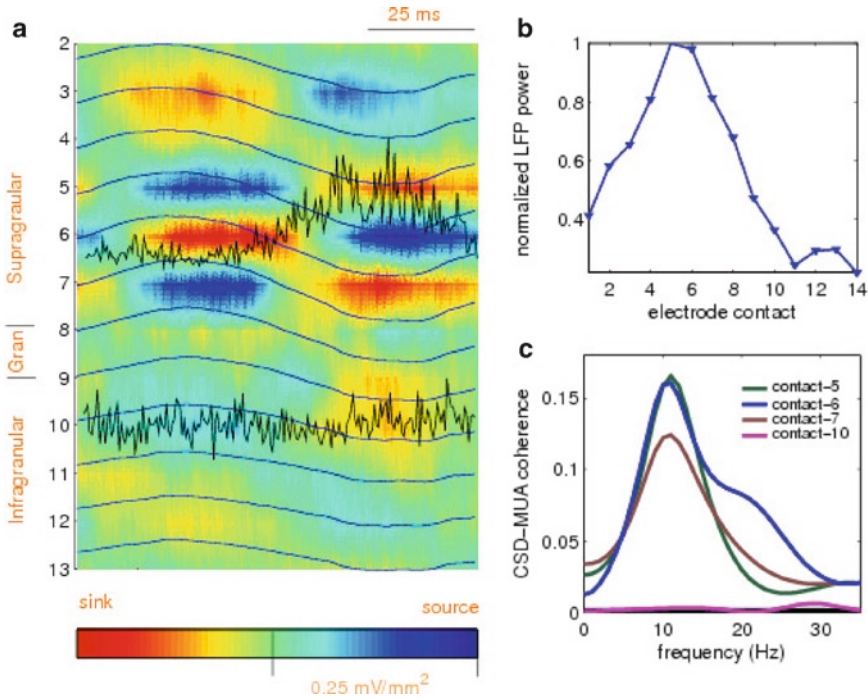 a
25 ms
2
3
4
5
6
7
8
9
10
11
12
13
Supragraular
Gran
Infragranular
sink
source
0.25 mV/mm²
b
normalized LFP power
1
0.8
0.6
0.4
2 4 6 8 10 12 14
electrode contact
c
CSD-MUA coherence
0.15
0.1
0.05
0
contact-5
contact-6
contact-7
contact-10
0 10 20 30
frequency (Hz)